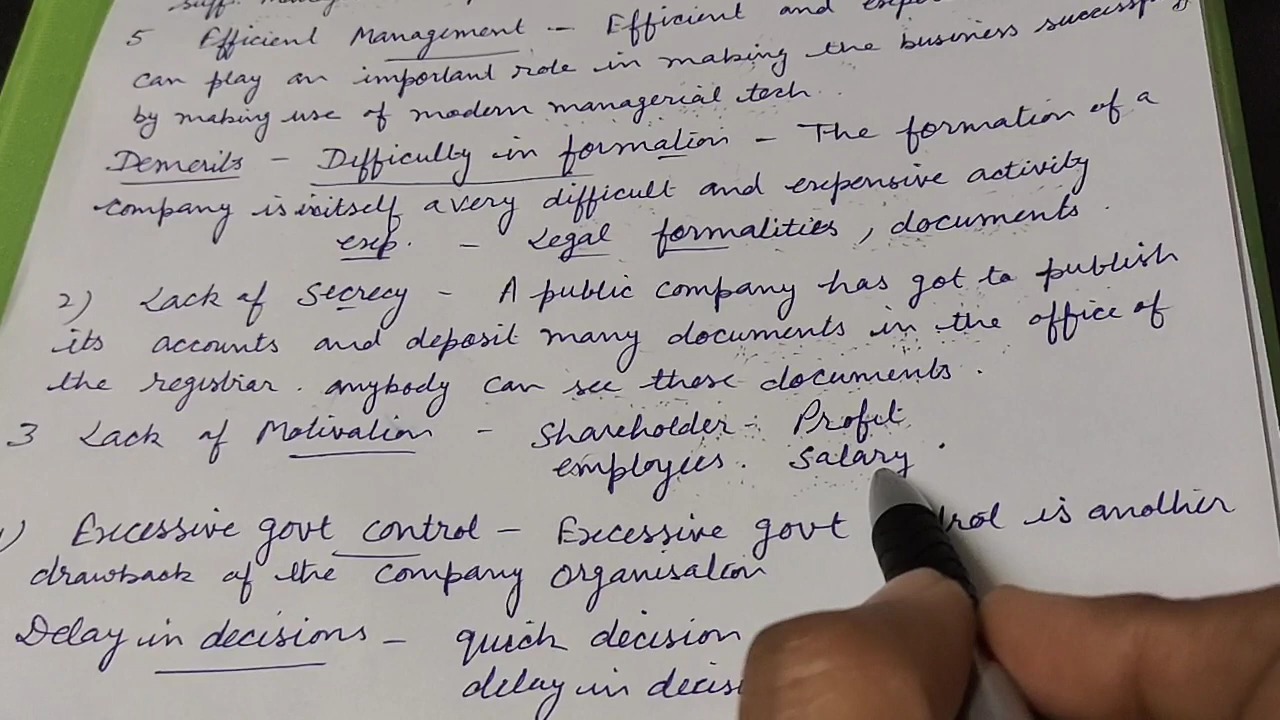 5 Efficient Management - Efficient and
can play an important role in making the business successful
by making use of modern managerial tech.
Demerits - Difficulty in formation - The formation of a
company is initself a very difficult and expensive activity
exp. - Legal formalities, documents.
2) Lack of Secrecy - A public company has got to publish
its accounts and deposit many documents in the office of
the registrar. anybody can see these documents.
3 Lack of Motivation - Shareholder - Profit
employees. Salary.
) Excessive govt control - Excessive govt is another
drawback of the company organisation
Delay in decisions - quick decision
delay in